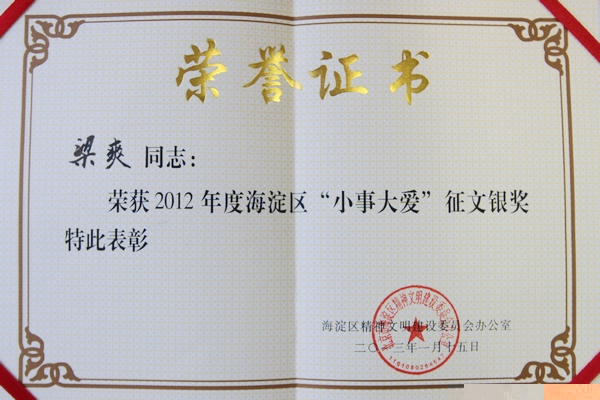 荣誉证书
梁爽 同志：
荣获2012年度海淀区“小事大爱”征文银奖
特此表彰
海淀区精神文明建设委员会办公室
二〇一三年一月十五日